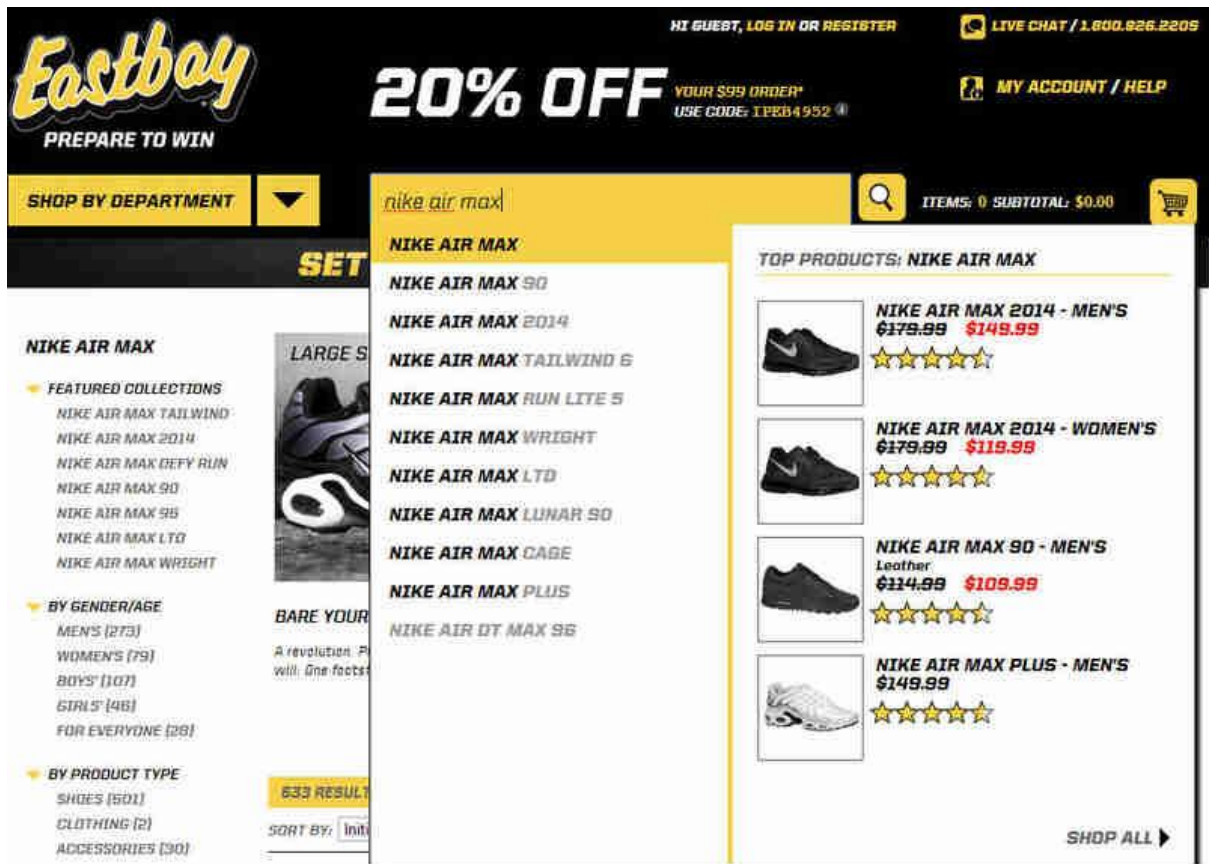 HI GUEST, LOG IN OR REGISTER
LIVE CHAT / 1.800.826.2205
Eastbay
PREPARE TO WIN
20% OFF
YOUR $99 ORDER*
USE CODE: IPEB4952
MY ACCOUNT / HELP
SHOP BY DEPARTMENT
nike air max
ITEMS: 0 SUBTOTAL: $0.00
SET
NIKE AIR MAX
FEATURED COLLECTIONS
NIKE AIR MAX TAILWIND
NIKE AIR MAX 2014
NIKE AIR MAX DEFY RUN
NIKE AIR MAX 90
NIKE AIR MAX 95
NIKE AIR MAX LTD
NIKE AIR MAX WRIGHT
BY GENDER/AGE
MEN'S (273)
WOMEN'S (79)
BOYS' (107)
GIRLS' (46)
FOR EVERYONE (28)
BY PRODUCT TYPE
SHOES (501)
CLOTHING (2)
ACCESSORIES (30)
LARGE S
BARE YOUR
A revolution. P
will: One footst
633 RESULT
SORT BY: Initi
NIKE AIR MAX
NIKE AIR MAX 90
NIKE AIR MAX 2014
NIKE AIR MAX TAILWIND 6
NIKE AIR MAX RUN LITE 5
NIKE AIR MAX WRIGHT
NIKE AIR MAX LTD
NIKE AIR MAX LUNAR 90
NIKE AIR MAX CAGE
NIKE AIR MAX PLUS
NIKE AIR DT MAX 96
TOP PRODUCTS: NIKE AIR MAX
NIKE AIR MAX 2014 - MEN'S
$179.99 $149.99
NIKE AIR MAX 2014 - WOMEN'S
$179.99 $119.99
NIKE AIR MAX 90 - MEN'S
Leather
$114.99 $109.99
NIKE AIR MAX PLUS - MEN'S
$149.99
SHOP ALL